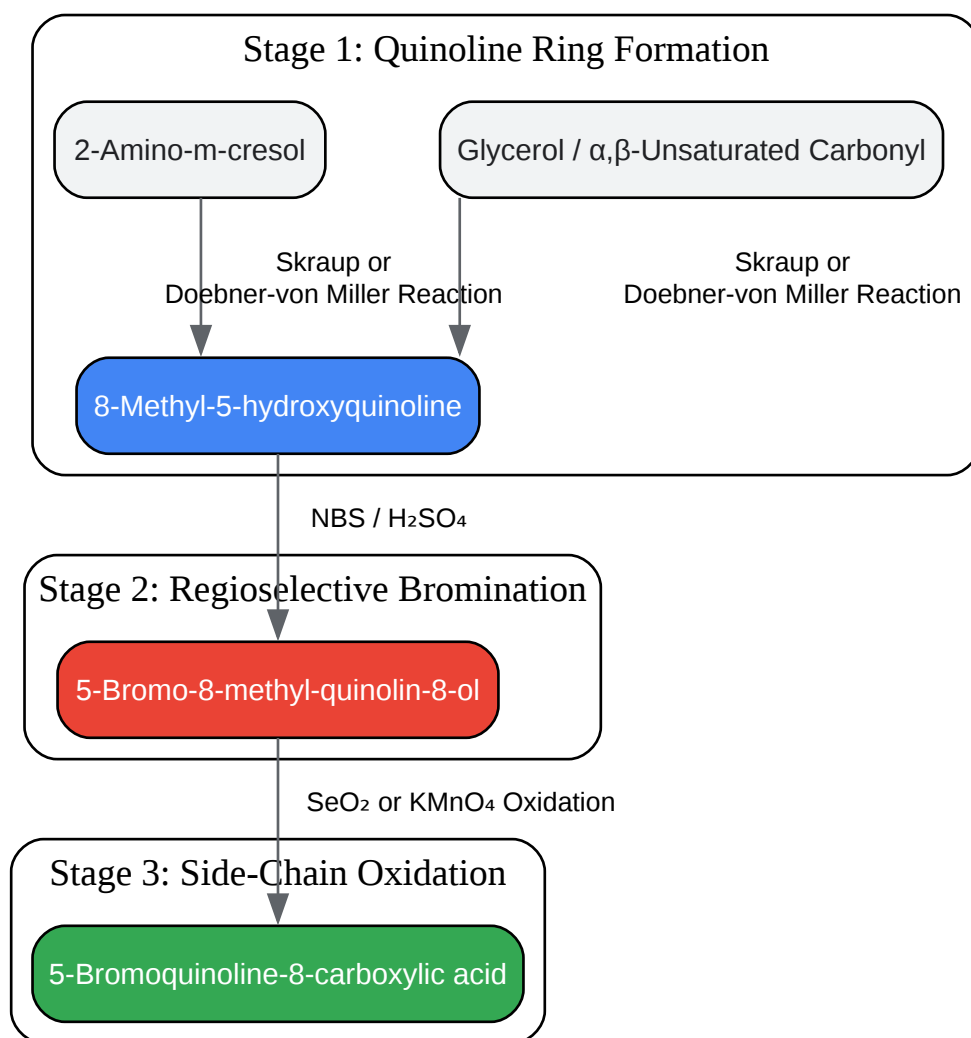 Stage 1: Quinoline Ring Formation
2-Amino-m-cresol
Glycerol / α,β-Unsaturated Carbonyl
Skraup or
Doebner-von Miller Reaction
Skraup or
Doebner-von Miller Reaction
8-Methyl-5-hydroxyquinoline
NBS / H₂SO₄
Stage 2: Regioselective Bromination
5-Bromo-8-methyl-quinolin-8-ol
SeO₂ or KMnO₄ Oxidation
Stage 3: Side-Chain Oxidation
5-Bromoquinoline-8-carboxylic acid